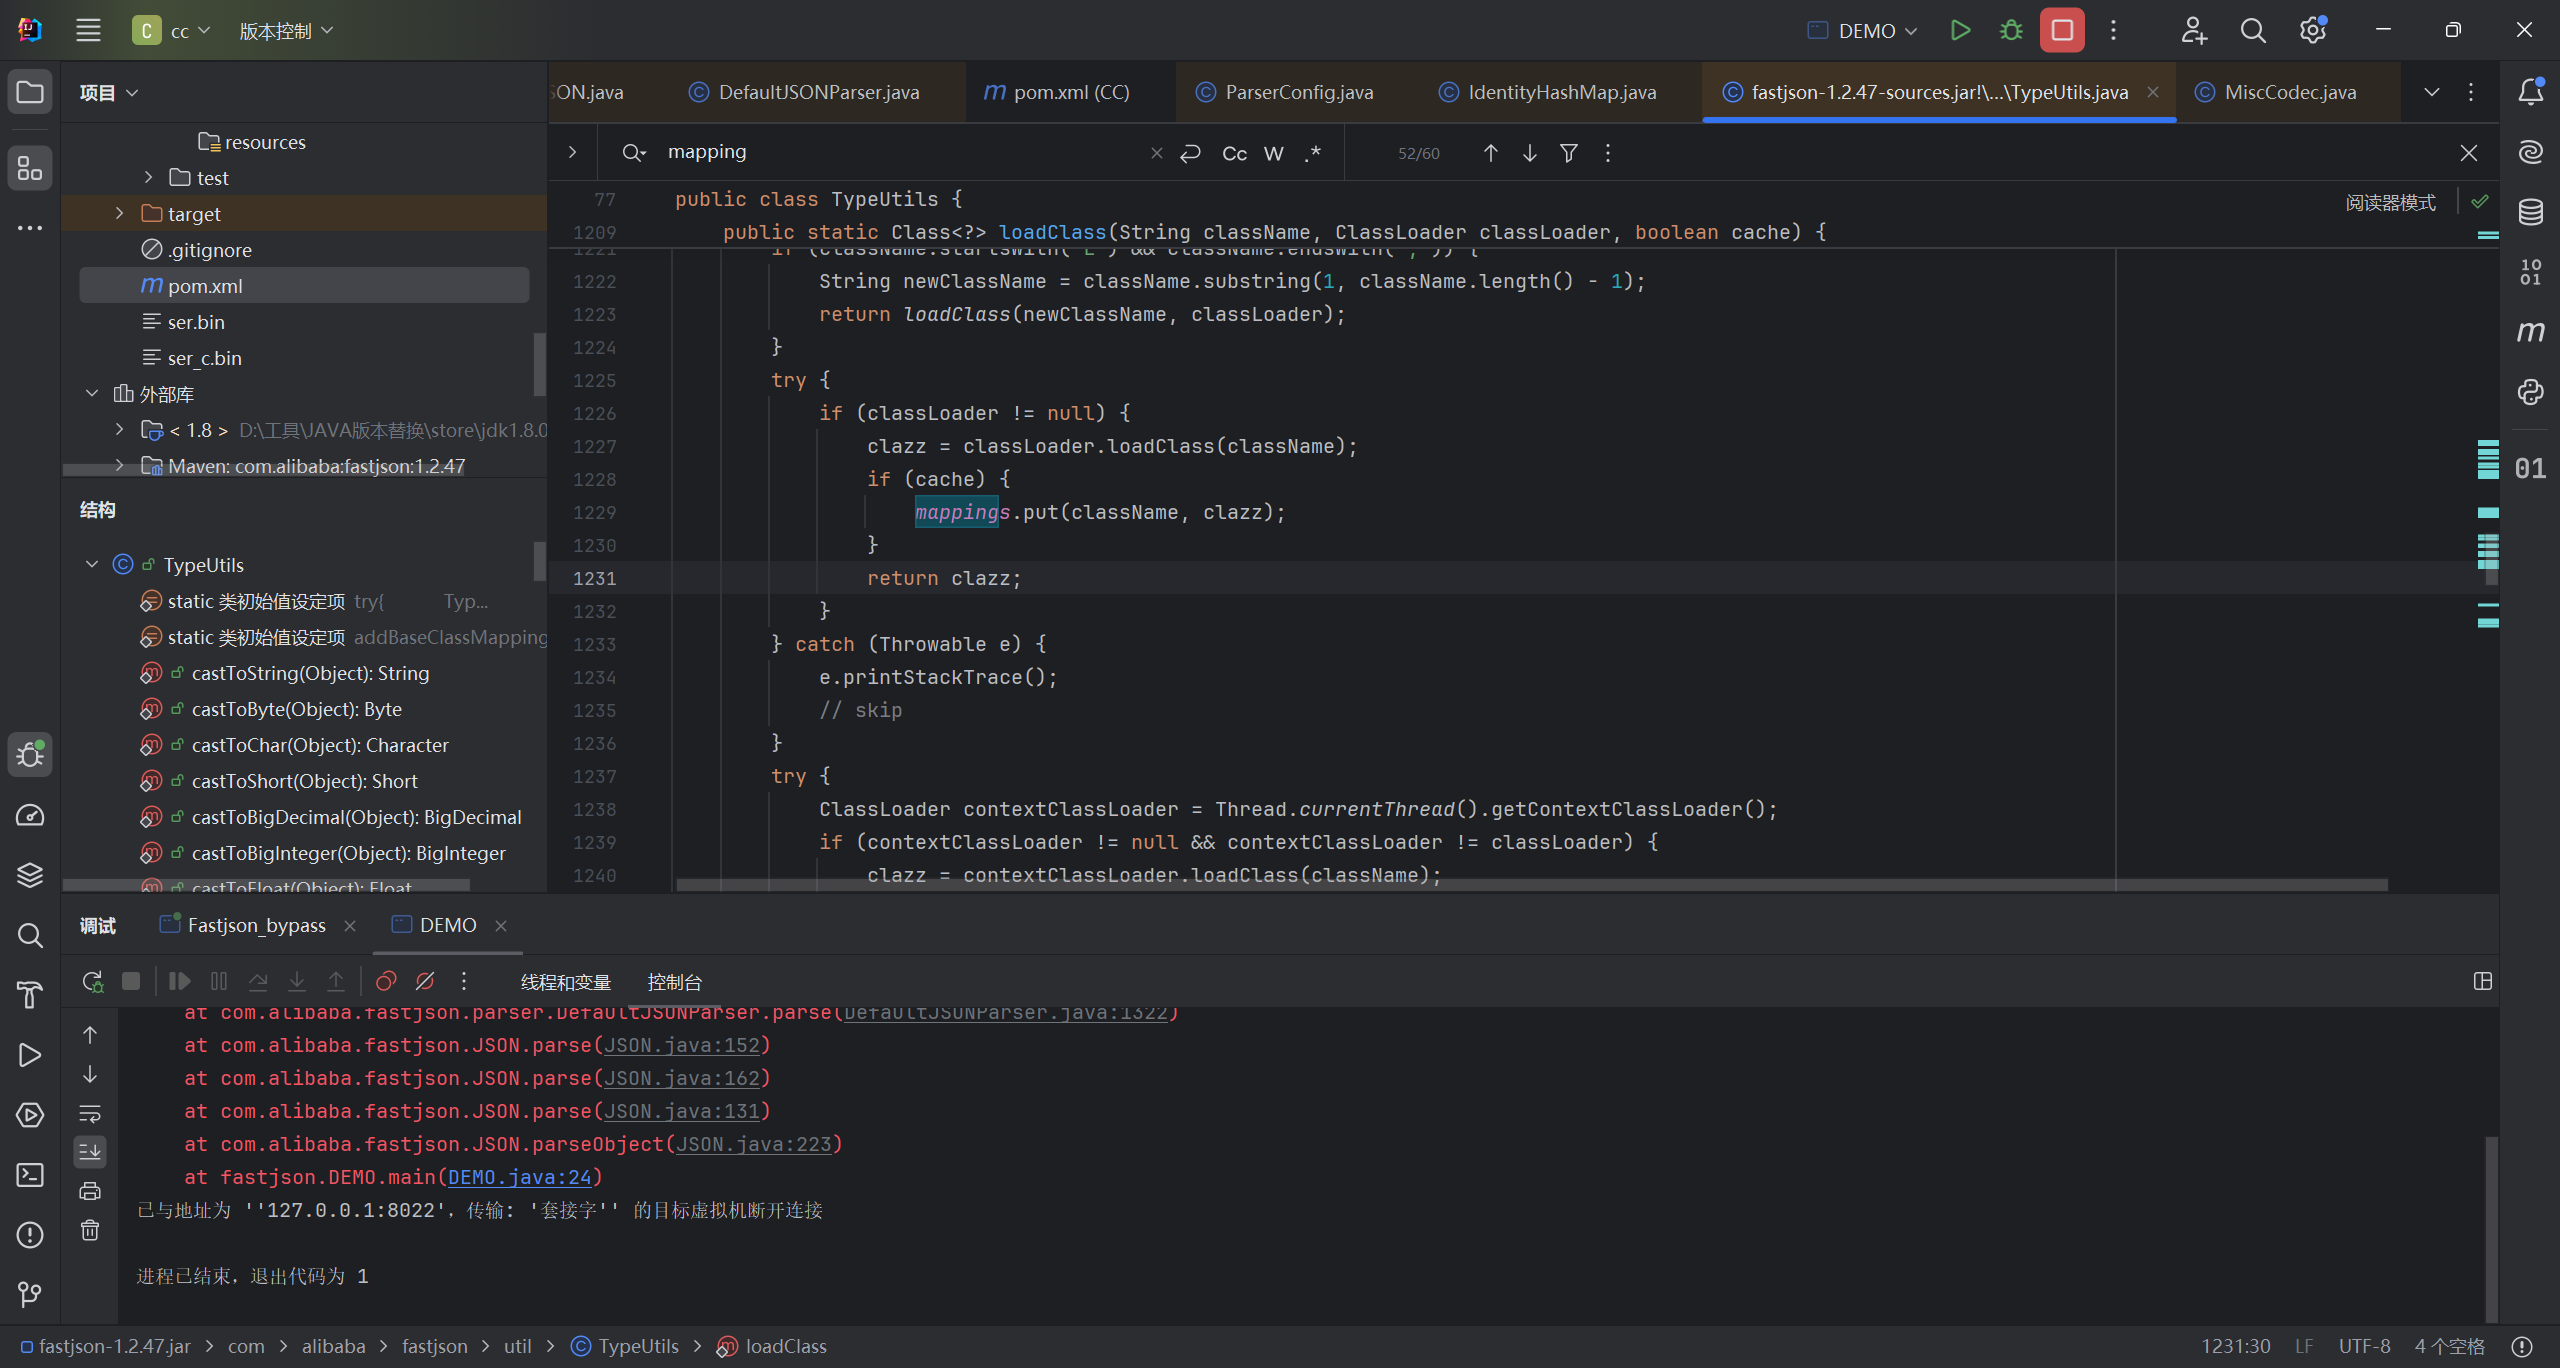 C cc 版本控制 DEMO
项目
SON.java DefaultJSONParser.java pom.xml (CC) ParserConfig.java IdentityHashMap.java fastjson-1.2.47-sources.jar!\...\TypeUtils.java MiscCodec.java
mapping Cc W .* 52/60
resources
test
target
.gitignore
pom.xml
ser.bin
ser_c.bin
外部库
< 1.8 > D:\工具\JAVA版本替换\store\jdk1.8.0
Maven: com.alibaba:fastjson:1.2.47
结构
TypeUtils
static 类初始值设定项 try{ Typ...
static 类初始值设定项 addBaseClassMapping
castToString(Object): String
castToByte(Object): Byte
castToChar(Object): Character
castToShort(Object): Short
castToBigDecimal(Object): BigDecimal
castToBigInteger(Object): BigInteger
castToFloat(Object): Float
阅读器模式
77 public class TypeUtils {
1209 public static Class<?> loadClass(String className, ClassLoader classLoader, boolean cache) {
1221 if (className.startsWith("L") && className.endsWith(";")) {
1222 String newClassName = className.substring(1, className.length() - 1);
1223 return loadClass(newClassName, classLoader);
1224 }
1225 try {
1226 if (classLoader != null) {
1227 clazz = classLoader.loadClass(className);
1228 if (cache) {
1229 mappings.put(className, clazz);
1230 }
1231 return clazz;
1232 }
1233 } catch (Throwable e) {
1234 e.printStackTrace();
1235 // skip
1236 }
1237 try {
1238 ClassLoader contextClassLoader = Thread.currentThread().getContextClassLoader();
1239 if (contextClassLoader != null && contextClassLoader != classLoader) {
1240 clazz = contextClassLoader.loadClass(className);
10
01
m
01
调试 Fastjson_bypass DEMO
线程和变量 控制台
at com.alibaba.fastjson.parser.DefaultJSONParser.parse(DefaultJSONParser.java:1322)
at com.alibaba.fastjson.JSON.parse(JSON.java:152)
at com.alibaba.fastjson.JSON.parse(JSON.java:162)
at com.alibaba.fastjson.JSON.parse(JSON.java:131)
at com.alibaba.fastjson.JSON.parseObject(JSON.java:223)
at fastjson.DEMO.main(DEMO.java:24)
已与地址为 ''127.0.0.1:8022'，传输: '套接字'' 的目标虚拟机断开连接
进程已结束，退出代码为 1
fastjson-1.2.47.jar > com > alibaba > fastjson > util > TypeUtils > loadClass 1231:30 LF UTF-8 4 个空格